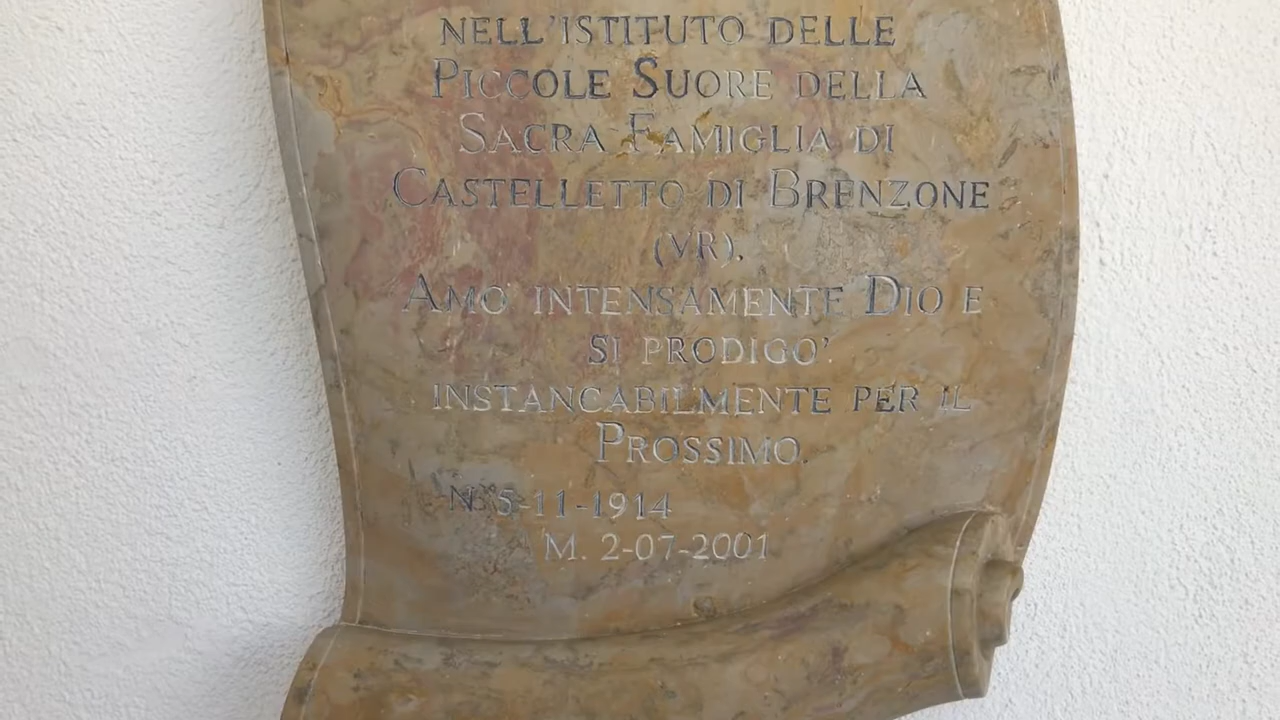 NELL'ISTITUTO DELLE
PICCOLE SUORE DELLA
SACRA FAMIGLIA DI
CASTELLETTO DI BRENZONE
(VR).
AMO' INTENSAMENTE DIO E
SI PRODIGO'
INSTANCABILMENTE PER IL
PROSSIMO.
N. 5-11-1914
M. 2-07-2001